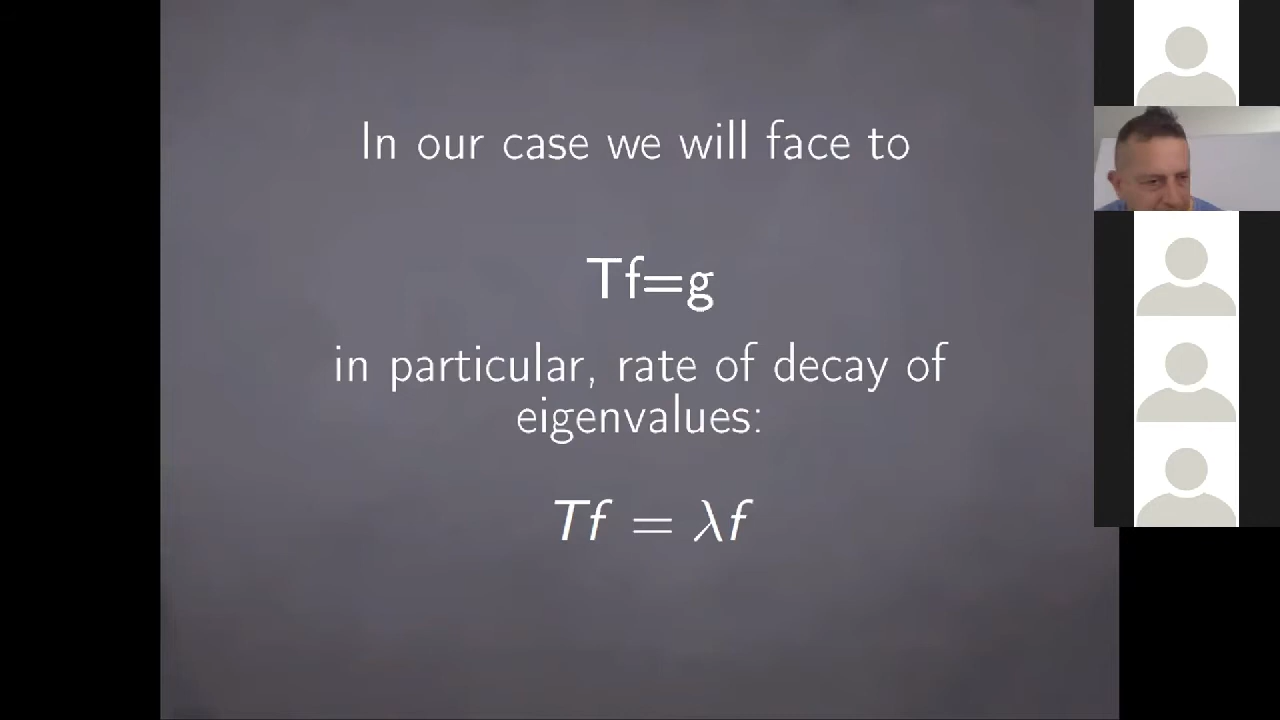 In our case we will face to
Tf=g
in particular, rate of decay of
eigenvalues:
Tf = λf